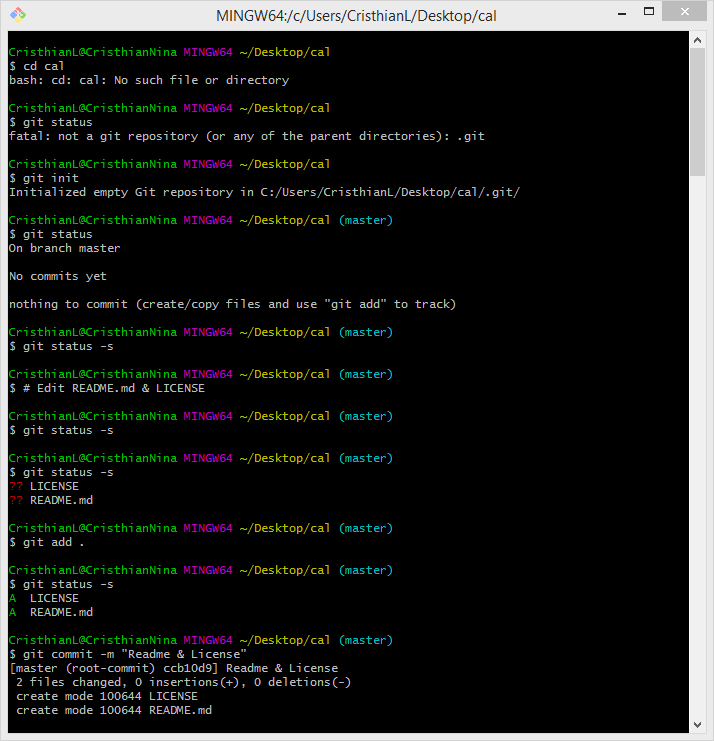 MINGW64:/c/Users/CristhianL/Desktop/cal
CristhianL@CristhianNina MINGW64 ~/Desktop/cal
$ cd cal
bash: cd: cal: No such file or directory
CristhianL@CristhianNina MINGW64 ~/Desktop/cal
$ git status
fatal: not a git repository (or any of the parent directories): .git
CristhianL@CristhianNina MINGW64 ~/Desktop/cal
$ git init
Initialized empty Git repository in C:/Users/CristhianL/Desktop/cal/.git/
CristhianL@CristhianNina MINGW64 ~/Desktop/cal (master)
$ git status
On branch master
No commits yet
nothing to commit (create/copy files and use "git add" to track)
CristhianL@CristhianNina MINGW64 ~/Desktop/cal (master)
$ git status -s
CristhianL@CristhianNina MINGW64 ~/Desktop/cal (master)
$ # Edit README.md & LICENSE
CristhianL@CristhianNina MINGW64 ~/Desktop/cal (master)
$ git status -s
CristhianL@CristhianNina MINGW64 ~/Desktop/cal (master)
$ git status -s
?? LICENSE
?? README.md
CristhianL@CristhianNina MINGW64 ~/Desktop/cal (master)
$ git add .
CristhianL@CristhianNina MINGW64 ~/Desktop/cal (master)
$ git status -s
A  LICENSE
A  README.md
CristhianL@CristhianNina MINGW64 ~/Desktop/cal (master)
$ git commit -m "Readme & License"
[master (root-commit) ccb10d9] Readme & License
 2 files changed, 0 insertions(+), 0 deletions(-)
 create mode 100644 LICENSE
 create mode 100644 README.md